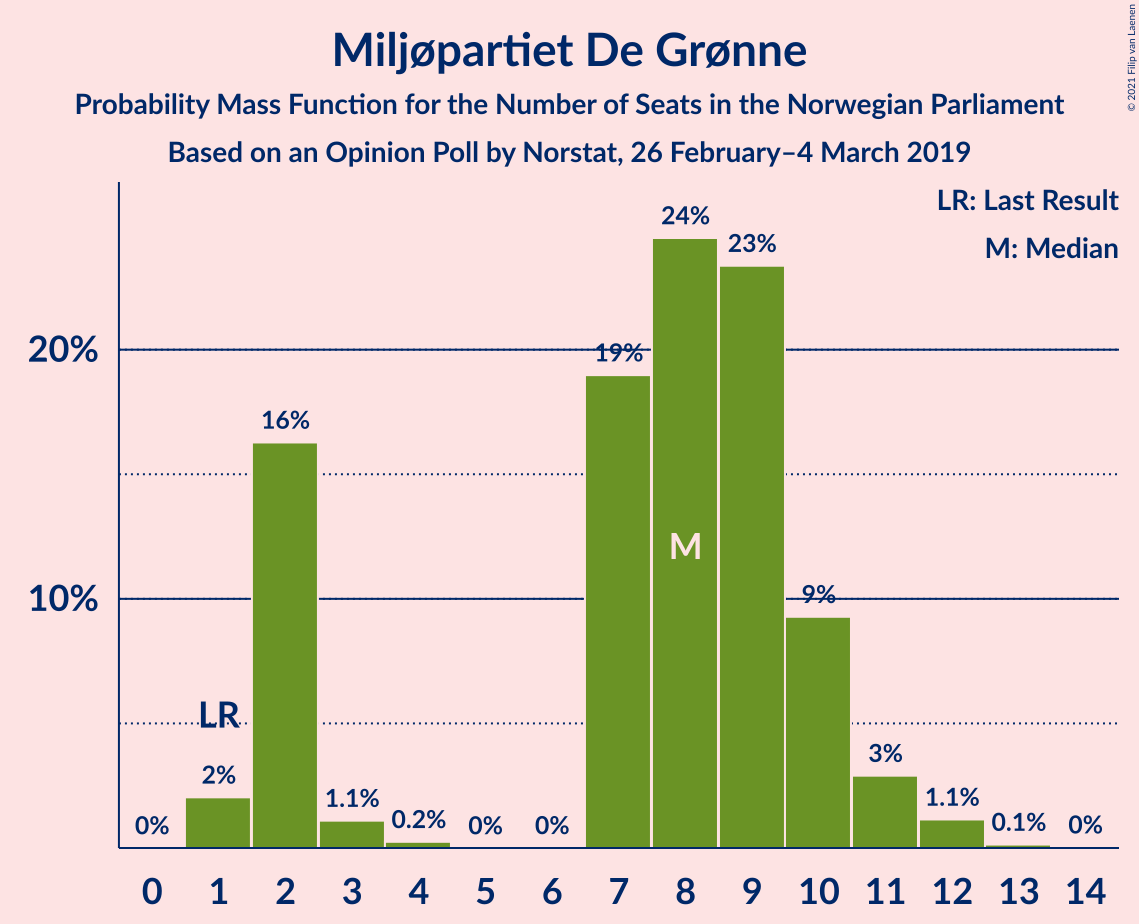 Miljøpartiet De Grønne
Probability Mass Function for the Number of Seats in the Norwegian Parliament
Based on an Opinion Poll by Norstat, 26 February–4 March 2019
© 2021 Filip van Laenen
LR: Last Result
M: Median
20%
10%
0%
LR
2%
16%
1.1%
0.2%
0%
0%
19%
24%
M
23%
9%
3%
1.1%
0.1%
0%
0 1 2 3 4 5 6 7 8 9 10 11 12 13 14